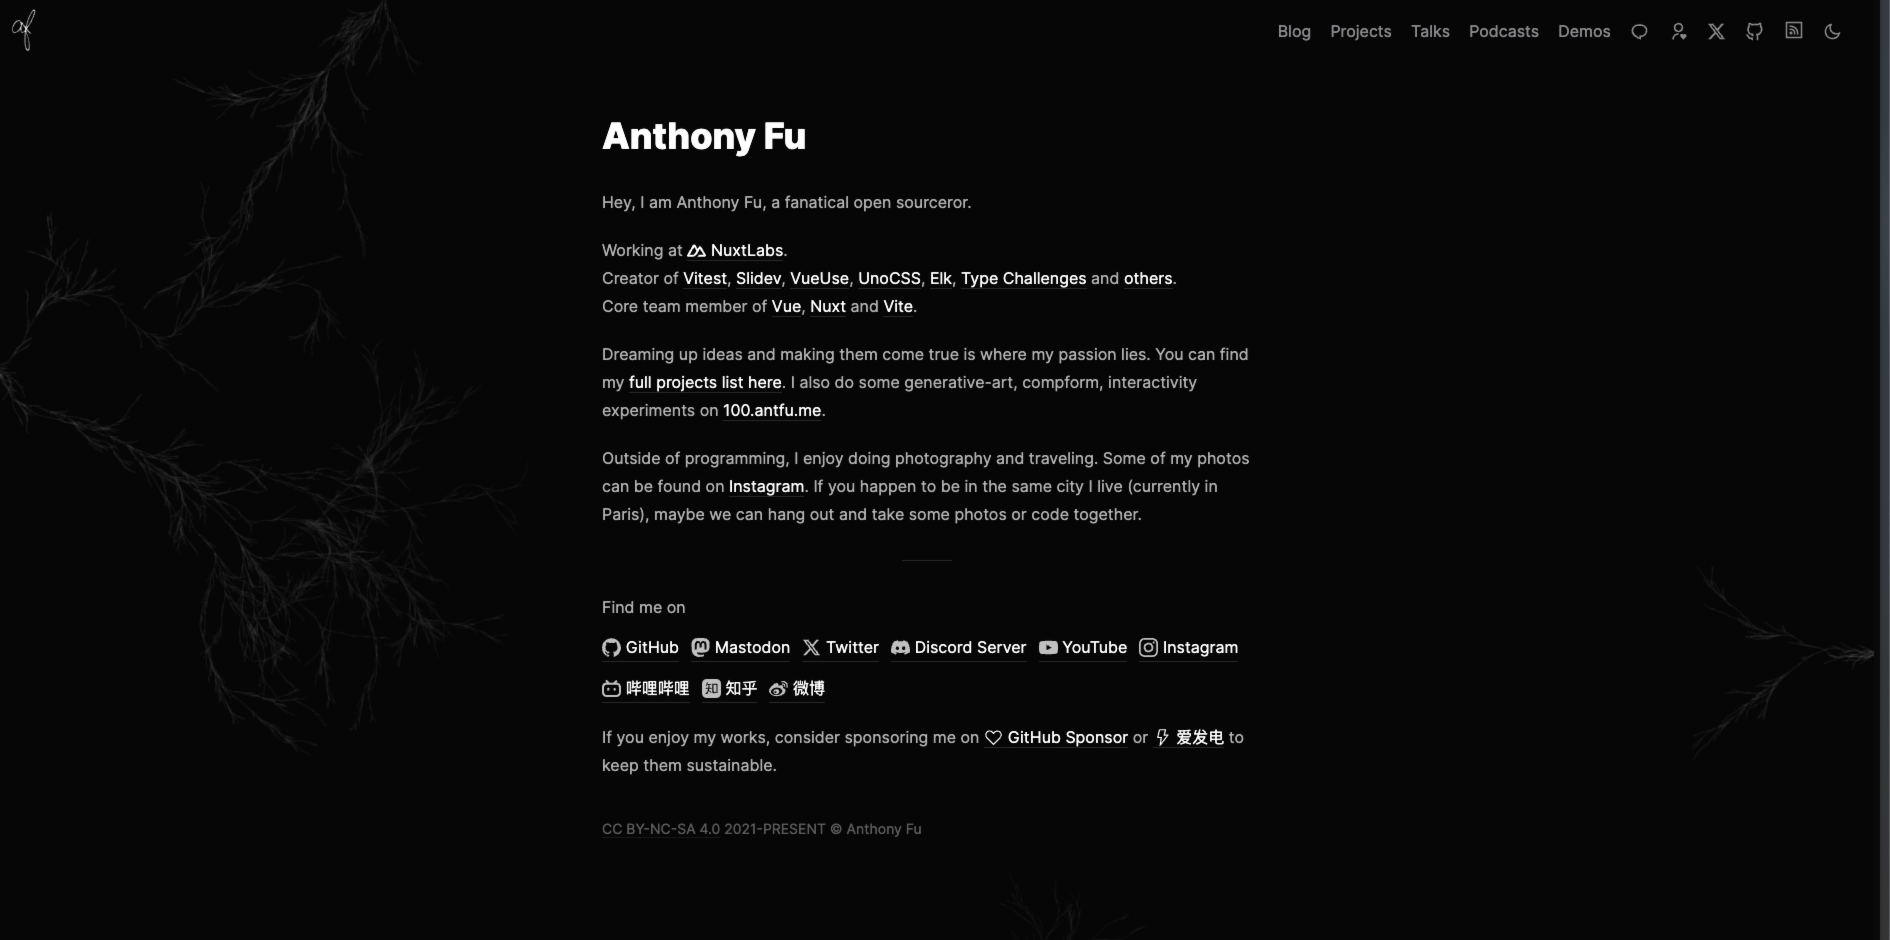 af
Blog Projects Talks Podcasts Demos
Anthony Fu
Hey, I am Anthony Fu, a fanatical open sourceror.
Working at NuxtLabs.
Creator of Vitest, Slidev, VueUse, UnoCSS, Elk, Type Challenges and others.
Core team member of Vue, Nuxt and Vite.
Dreaming up ideas and making them come true is where my passion lies. You can find
my full projects list here. I also do some generative-art, compform, interactivity
experiments on 100.antfu.me.
Outside of programming, I enjoy doing photography and traveling. Some of my photos
can be found on Instagram. If you happen to be in the same city I live (currently in
Paris), maybe we can hang out and take some photos or code together.
Find me on
GitHub Mastodon Twitter Discord Server YouTube Instagram
哔哩哔哩 知 知乎 微博
If you enjoy my works, consider sponsoring me on GitHub Sponsor or 爱发电 to
keep them sustainable.
CC BY-NC-SA 4.0 2021-PRESENT © Anthony Fu